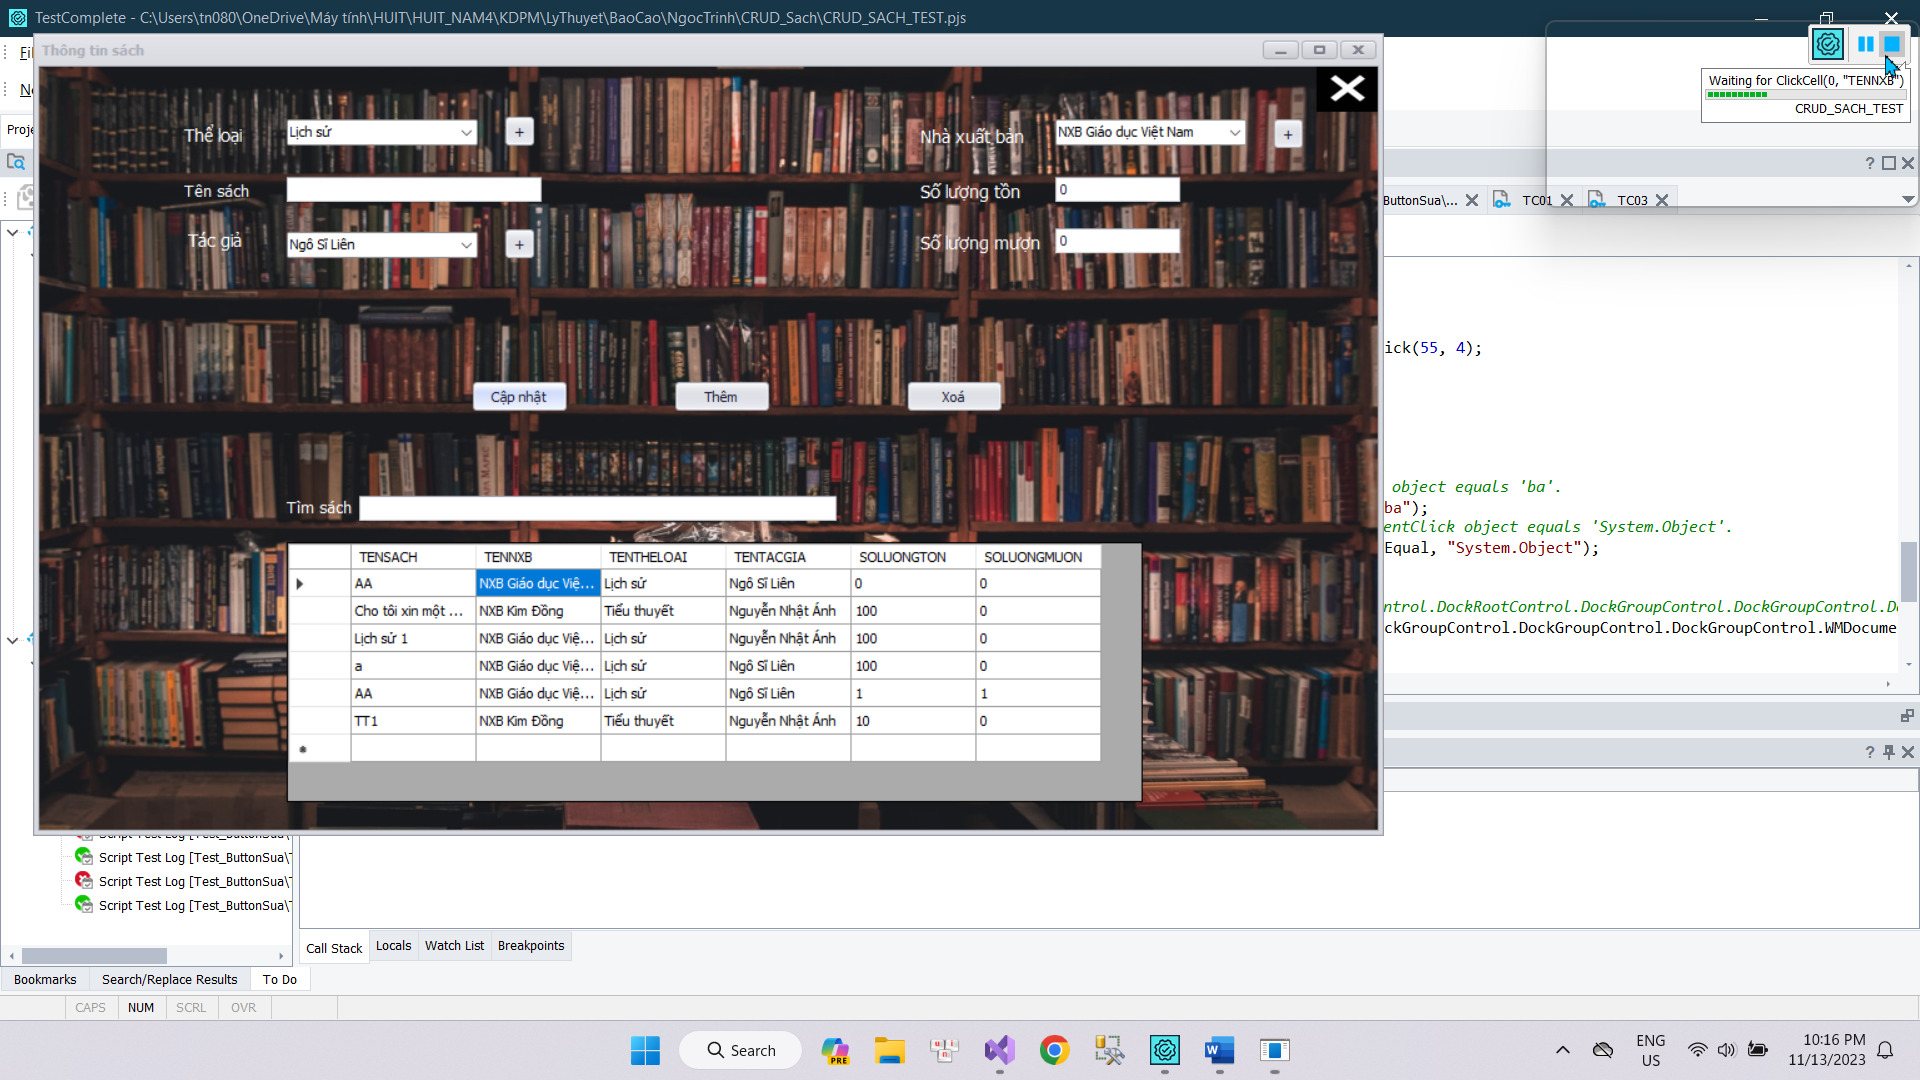 TestComplete - C:\Users\tn080\OneDrive\Máy tính\HUIT\HUIT_NAM4\KDPM\LyThuyet\BaoCao\NgocTrinh\CRUD_Sach\CRUD_SACH_TEST.pjs
Thông tin sách
Waiting for ClickCell(0, "TENNXB")
CRUD_SACH_TEST
Thể loại
Lịch sử
+
Nhà xuất bản
NXB Giáo dục Việt Nam
+
Tên sách
Số lượng tồn
0
Tác giả
Ngô Sĩ Liên
+
Số lượng mượn
0
ButtonSua\...
TC01
TC03
ick(55, 4);
Cập nhật
Thêm
Xoá
object equals 'ba'.
ba");
entClick object equals 'System.Object'.
Equal, "System.Object");
Tìm sách
TENSACH TENNXB TENTHELOAI TENTACGIA SOLUONGTON SOLUONGMUON
AA NXB Giáo dục Việ... Lịch sử Ngô Sĩ Liên 0 0
Cho tôi xin một ... NXB Kim Đồng Tiểu thuyết Nguyễn Nhật Ánh 100 0
Lịch sử 1 NXB Giáo dục Việ... Lịch sử Nguyễn Nhật Ánh 100 0
a NXB Giáo dục Việ... Lịch sử Ngô Sĩ Liên 100 0
AA NXB Giáo dục Việ... Lịch sử Ngô Sĩ Liên 1 1
TT1 NXB Kim Đồng Tiểu thuyết Nguyễn Nhật Ánh 10 0
ntrol.DockRootControl.DockGroupControl.DockGroupControl.D
ckGroupControl.DockGroupControl.DockGroupControl.WMDocume
Script Test Log [Test_ButtonSua\
Script Test Log [Test_ButtonSua\
Script Test Log [Test_ButtonSua\
Script Test Log [Test_ButtonSua\
Call Stack
Locals
Watch List
Breakpoints
Bookmarks
Search/Replace Results
To Do
CAPS
NUM
SCRL
OVR
Search
PRE
ENG
US
10:16 PM
11/13/2023